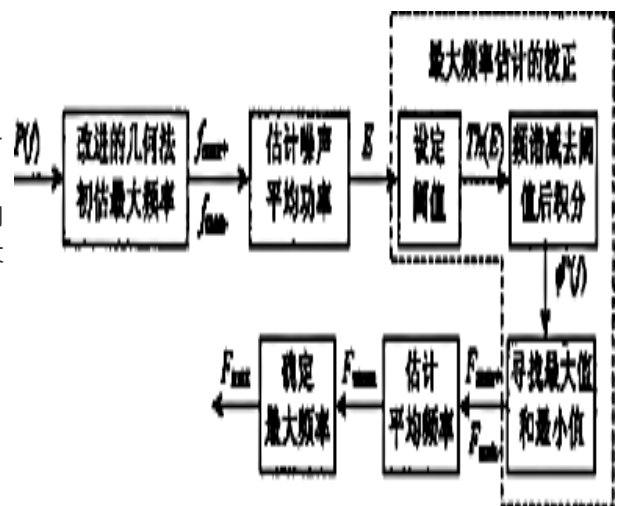 最大频率估计的校正
P(f)
改进的几何法
初估最大频率
估计噪声
平均功率
E
设定
阈值
Th(E)
频谱减去阈
值后积分
寻找最大值
和最小值
估计
平均频率
确定
最大频率